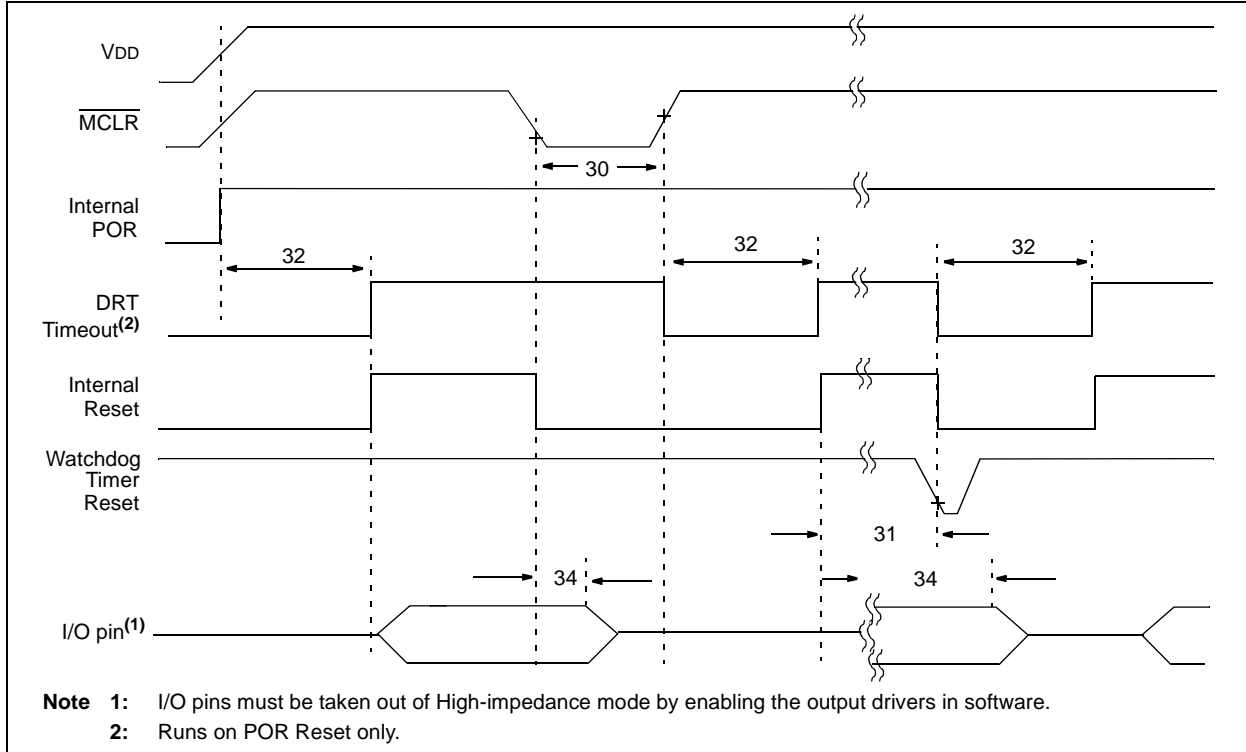 VDD
MCLR
30
Internal
POR
32
32
32
DRT
Timeout(2)
Internal
Reset
Watchdog
Timer
Reset
31
34
34
I/O pin(1)
Note 1: I/O pins must be taken out of High-impedance mode by enabling the output drivers in software.
2: Runs on POR Reset only.